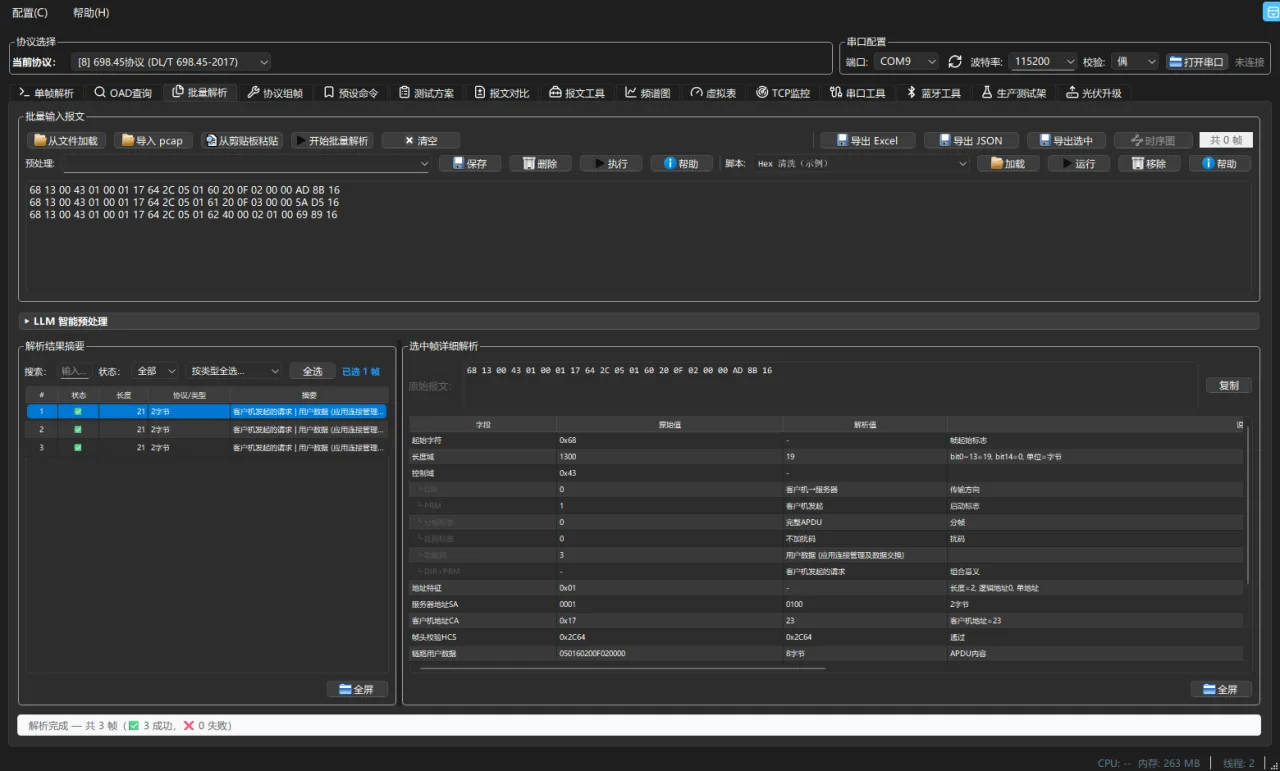 配置(C) 帮助(H)
协议选择
当前协议: [8] 698.45协议 (DL/T 698.45-2017)
串口配置
端口: COM9 波特率: 115200 校验: 偶 打开串口 未连接
单帧解析 OAD查询 批量解析 协议组帧 预设命令 测试方案 报文对比 报文工具 频谱图 虚拟表 TCP监控 串口工具 蓝牙工具 生产测试架 光伏升级
批量输入报文
从文件加载 导入 pcap 从剪贴板粘贴 开始批量解析 清空 导出 Excel 导出 JSON 导出选中 时序图 共 0 帧
预处理: 保存 删除 执行 帮助 脚本: Hex 清洗 (示例) 加载 运行 移除 帮助
68 13 00 43 01 00 01 17 64 2C 05 01 60 20 0F 02 00 00 AD 8B 16
68 13 00 43 01 00 01 17 64 2C 05 01 61 20 0F 03 00 00 5A D5 16
68 13 00 43 01 00 01 17 64 2C 05 01 62 40 00 02 01 00 69 89 16
LLM 智能预处理
解析结果摘要
搜索: 输入... 状态: 全部 按类型全选... 全选 已选 1 帧
# 状态 长度 协议/类型 摘要
1 21 2字节 客户机发起的请求 | 用户数据 (应用连接管理...
2 21 2字节 客户机发起的请求 | 用户数据 (应用连接管理...
3 21 2字节 客户机发起的请求 | 用户数据 (应用连接管理...
全屏
选中帧详细解析
原始报文: 68 13 00 43 01 00 01 17 64 2C 05 01 60 20 0F 02 00 00 AD 8B 16 复制
字段 原始值 解析值
起始字符 0x68 - 帧起始标志
长度域 1300 19 bit0~13=19, bit14=0, 单位=字节
控制域 0x43 -
└ DIR 0 客户机→服务器 传输方向
└ PRM 1 客户机发起 启动标志
└ 分帧标志 0 完整APDU 分帧
└ 扰码标志 0 不加扰码 扰码
└ 功能码 3 用户数据 (应用连接管理及数据交换)
└ DIR+PRM - 客户机发起的请求 组合意义
地址特征 0x01 - 长度=2, 逻辑地址0, 单地址
服务器地址SA 0001 0100 2字节
客户机地址CA 0x17 23 客户机地址=23
帧头校验HCS 0x2C64 0x2C64 通过
链路用户数据 050160200F020000 8字节 APDU内容
全屏
解析完成 — 共 3 帧 ( 3 成功, 0 失败)
CPU: -- 内存: 263 MB 线程: 2